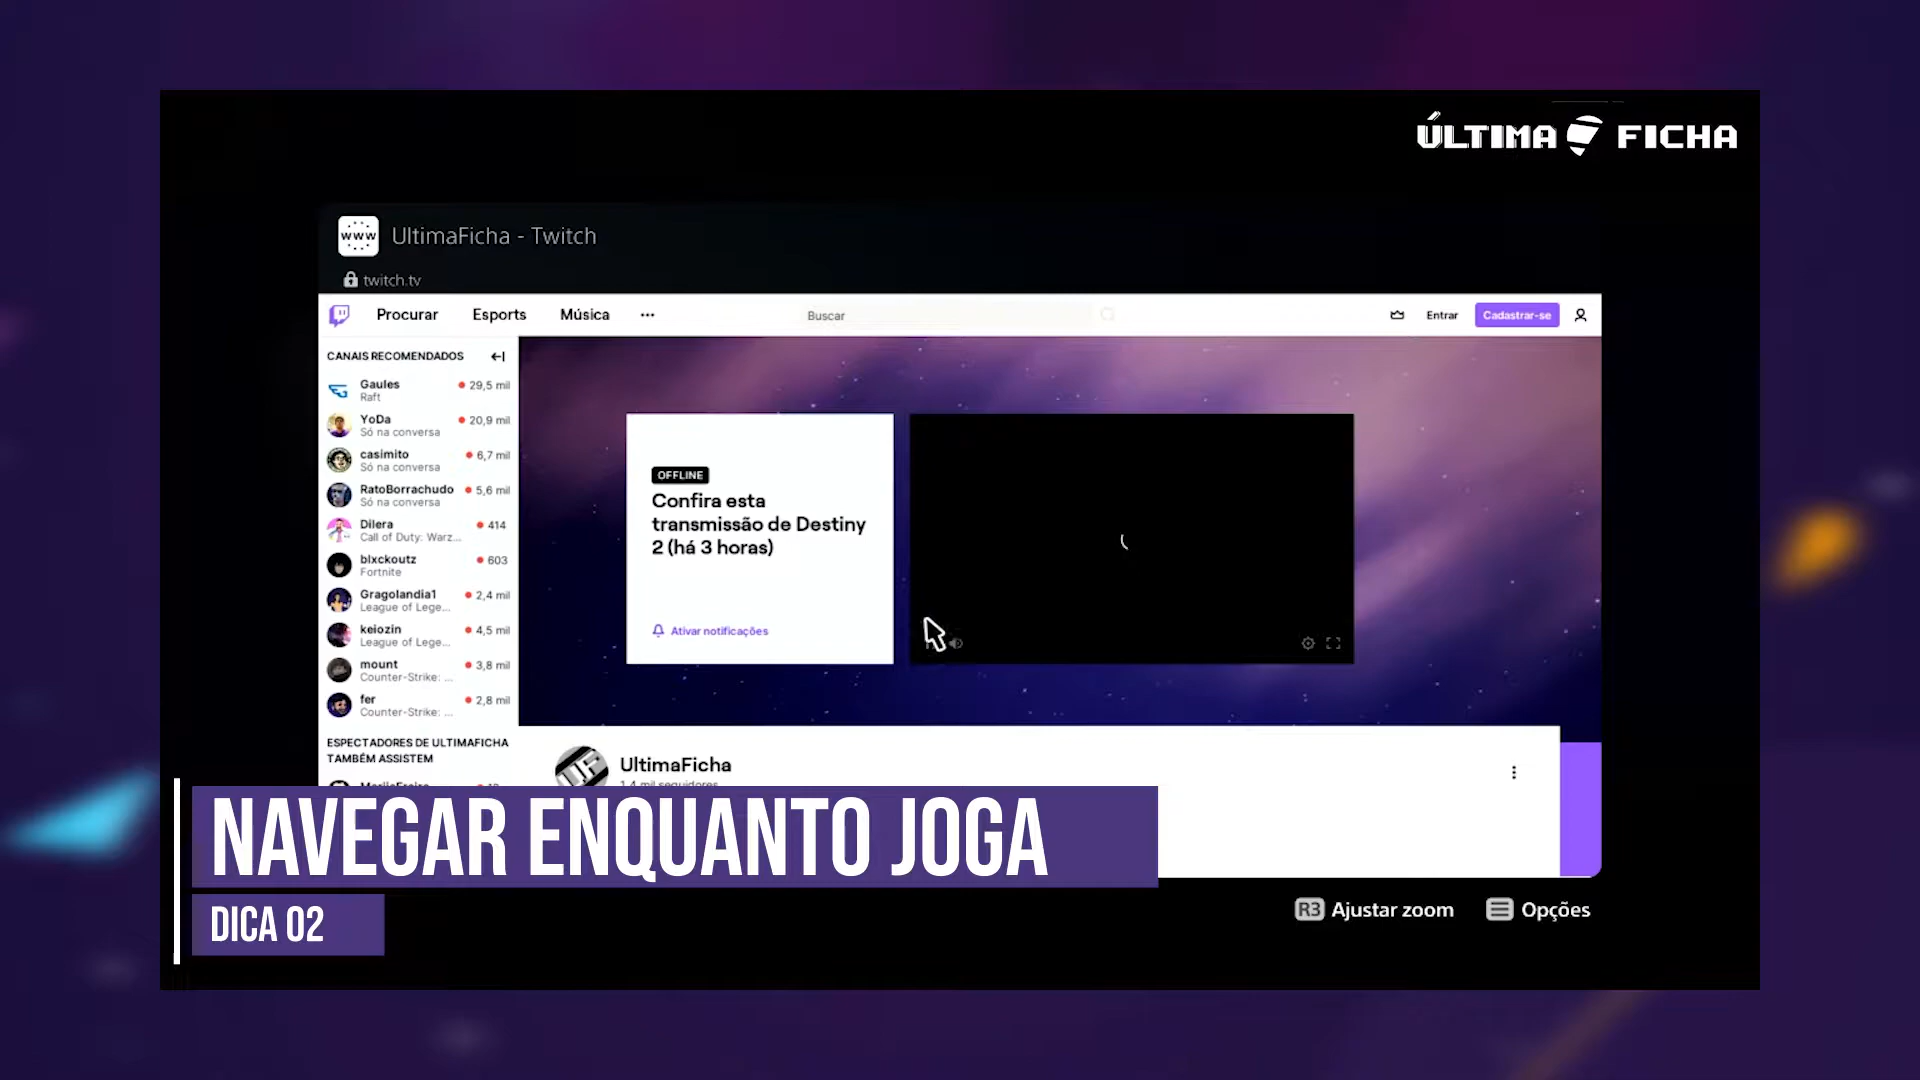 ÚLTIMA FICHA
www
UltimaFicha - Twitch
twitch.tv
Procurar Esports Música ··· Buscar Entrar Cadastrar-se
CANAIS RECOMENDADOS
Gaules 29,5 mil
Raft
YoDa 20,9 mil
Só na conversa
casimito 6,7 mil
Só na conversa
RatoBorrachudo 5,6 mil
Só na conversa
Dilera 414
Call of Duty: Warz...
blxckoutz 603
Fortnite
Gragolandia1 2,4 mil
League of Lege...
keiozin 4,5 mil
League of Lege...
mount 3,8 mil
Counter-Strike: ...
fer 2,8 mil
Counter-Strike: ...
ESPECTADORES DE ULTIMAFICHA
TAMBÉM ASSISTEM
OFFLINE
Confira esta
transmissão de Destiny
2 (há 3 horas)
Ativar notificações
UltimaFicha
1,4 mil seguidores
NAVEGAR ENQUANTO JOGA
DICA 02
R3 Ajustar zoom Opções